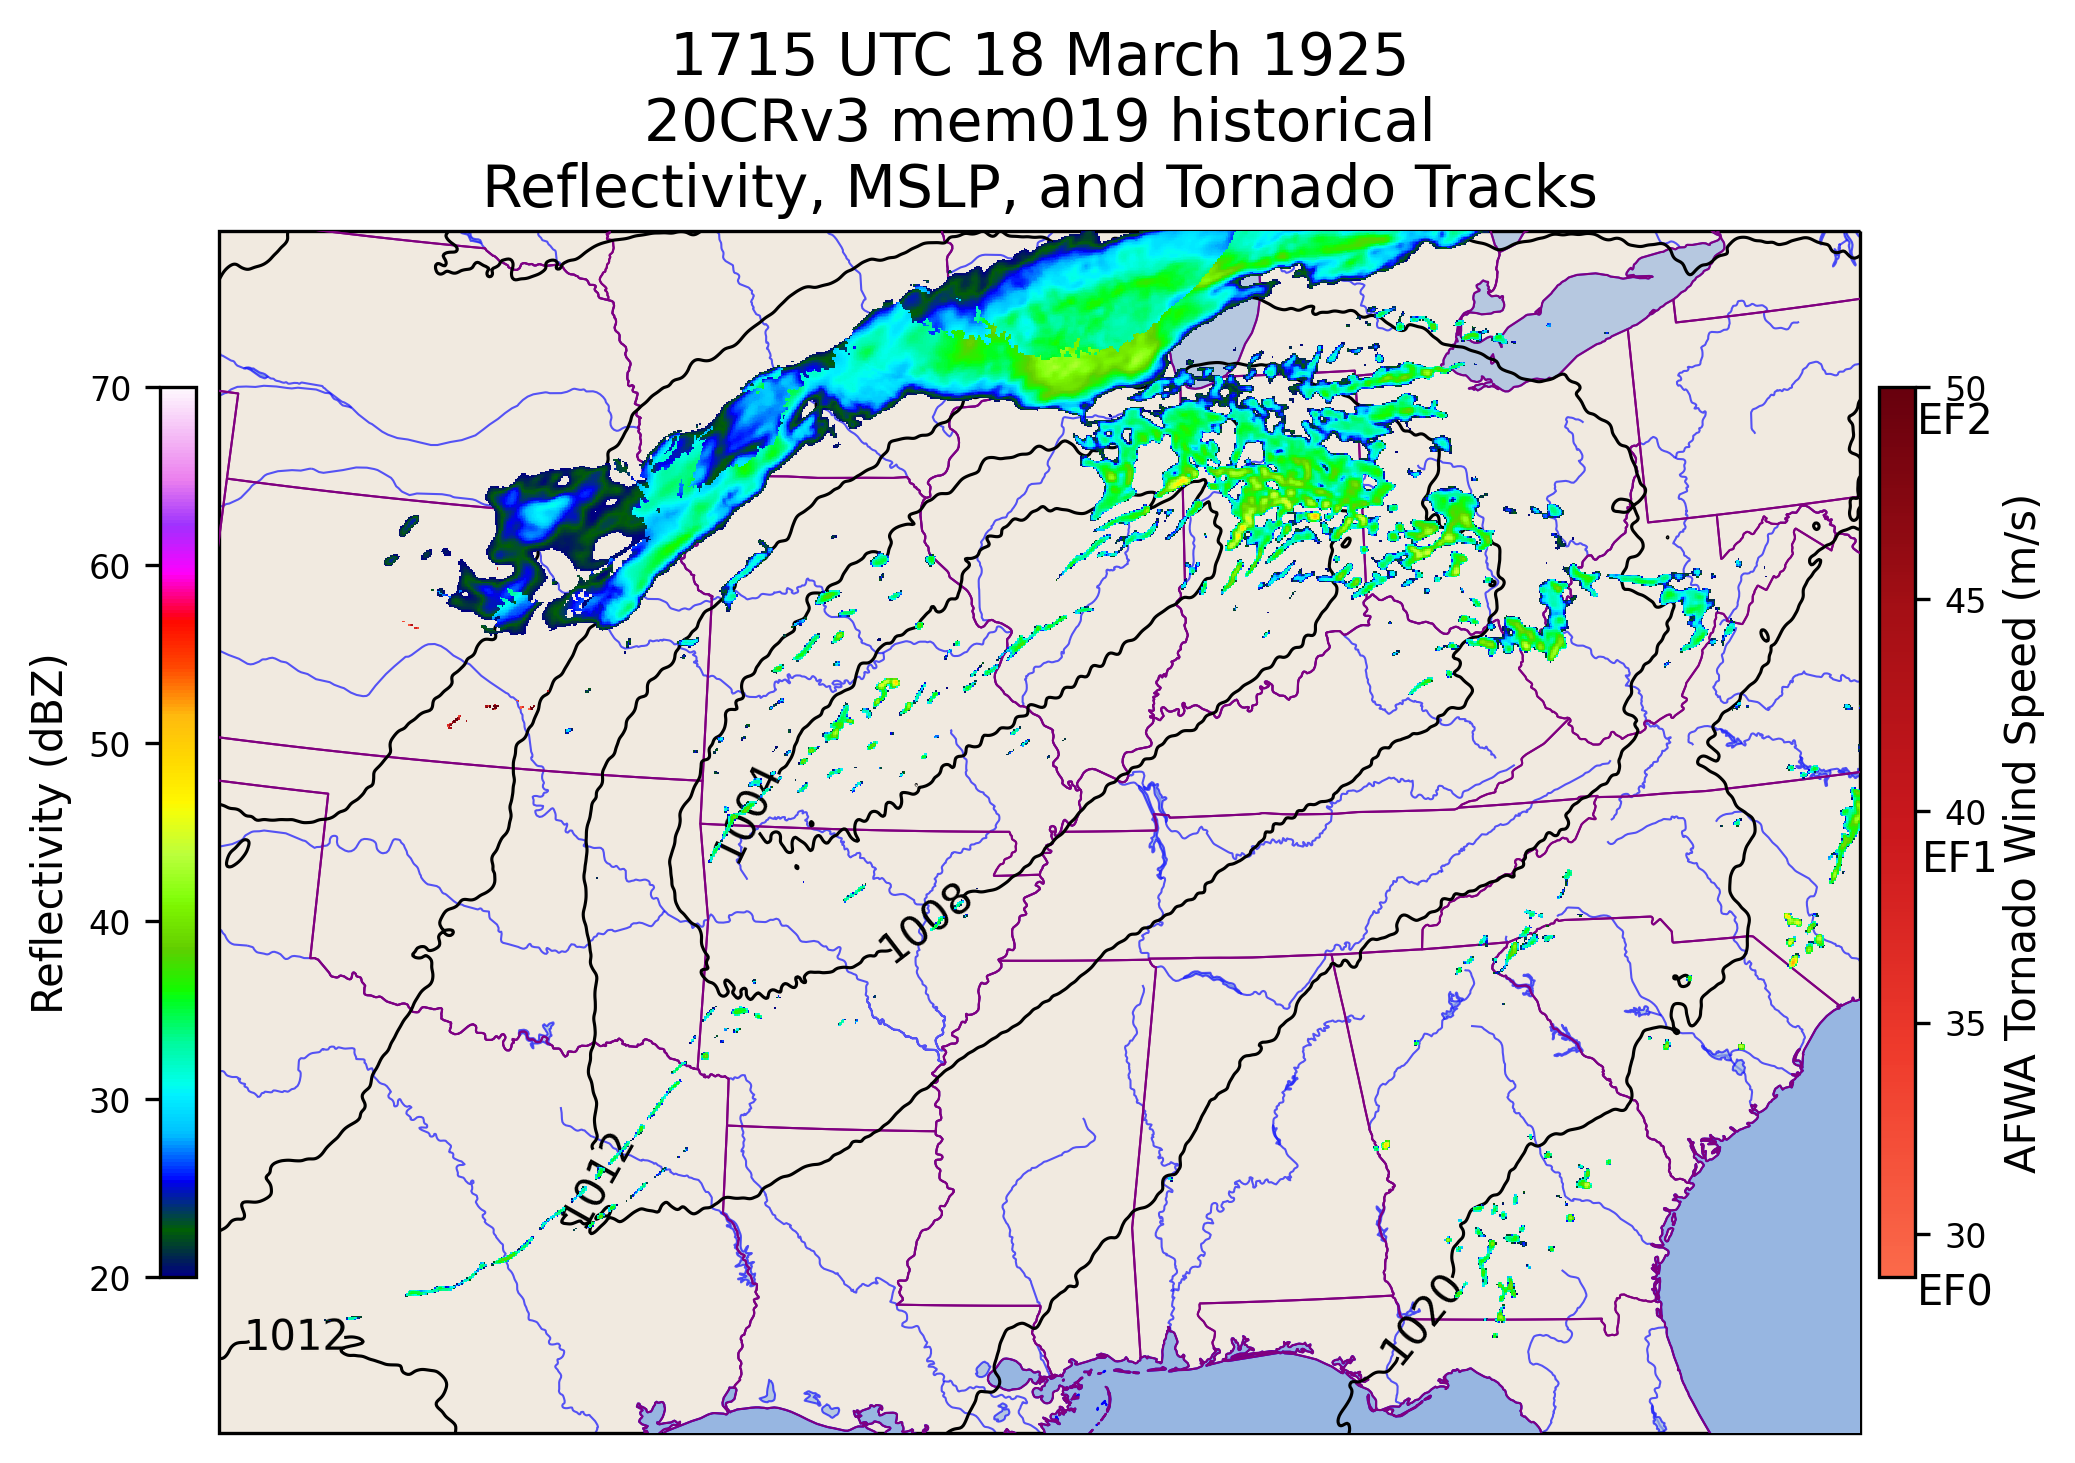 1715 UTC 18 March 1925
20CRv3 mem019 historical
Reflectivity, MSLP, and Tornado Tracks
Reflectivity (dBZ)
70
60
50
40
30
20
1004
1008
1012
1012
1020
50
EF2
45
40
EF1
35
30
EF0
AFWA Tornado Wind Speed (m/s)